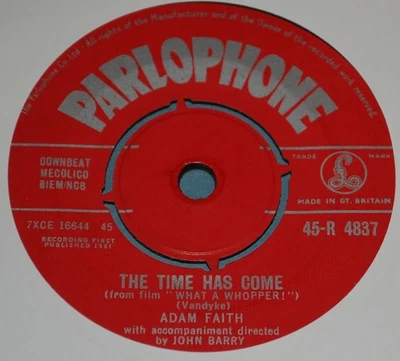 The Parlophone Co. Ltd. All rights of the Manufacturer and of the Owner of the recorded work reserved.
PARLOPHONE
DOWNBEAT
MECOLICO
BIEM/NCB
TRADE MARK
£
MADE IN GT. BRITAIN
7XCE 16644 45
RECORDING FIRST
PUBLISHED 1961
45-R 4837
THE TIME HAS COME
(from film "WHAT A WHOPPER!")
(Vandyke)
ADAM FAITH
with accompaniment directed
by JOHN BARRY